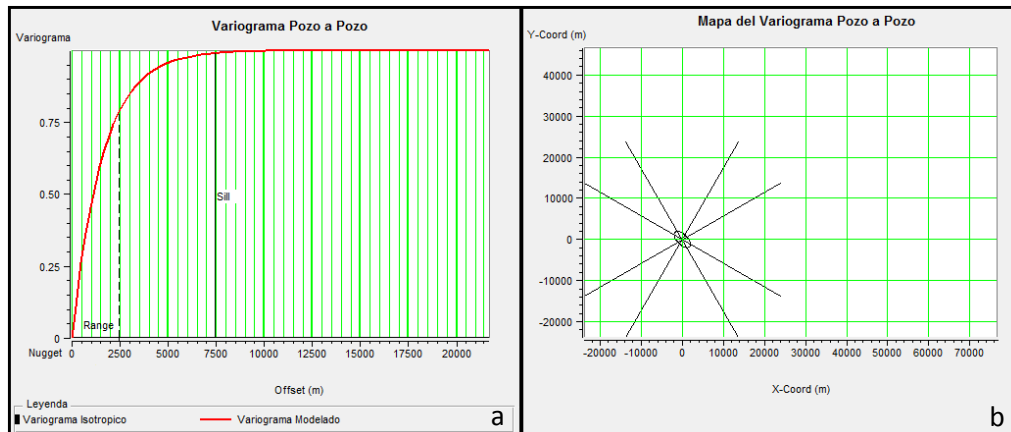 Variograma Pozo a Pozo
Variograma
0.75
0.50
0.25
0
Sill
Range
Nugget
0 2500 5000 7500 10000 12500 15000 17500 20000
Offset (m)
Leyenda
Variograma Isotropico Variograma Modelado
a
Mapa del Variograma Pozo a Pozo
Y-Coord (m)
40000
30000
20000
10000
0
-10000
-20000
-20000 -10000 0 10000 20000 30000 40000 50000 60000 70000
X-Coord (m)
b